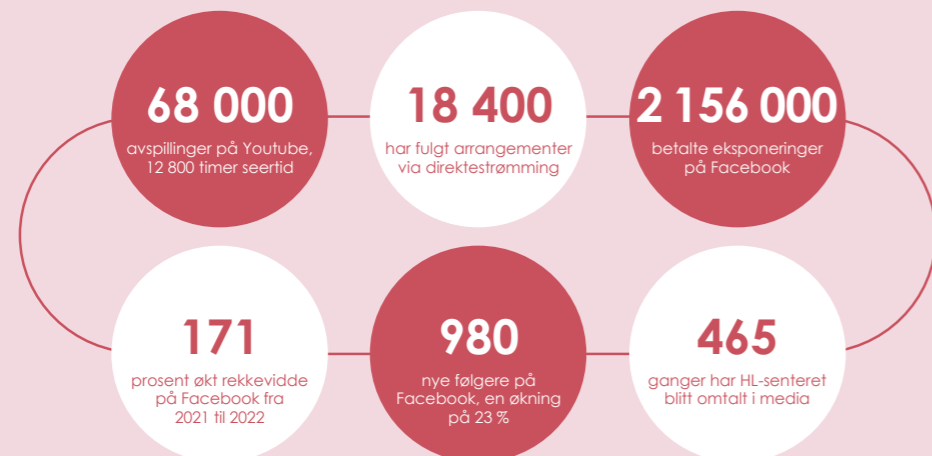 68 000
avspillinger på Youtube,
12 800 timer seertid
18 400
har fulgt arrangementer
via direktestrømming
2 156 000
betalte eksponeringer
på Facebook
171
prosent økt rekkevidde
på Facebook fra
2021 til 2022
980
nye følgere på
Facebook, en økning
på 23 %
465
ganger har HL-senteret
blitt omtalt i media